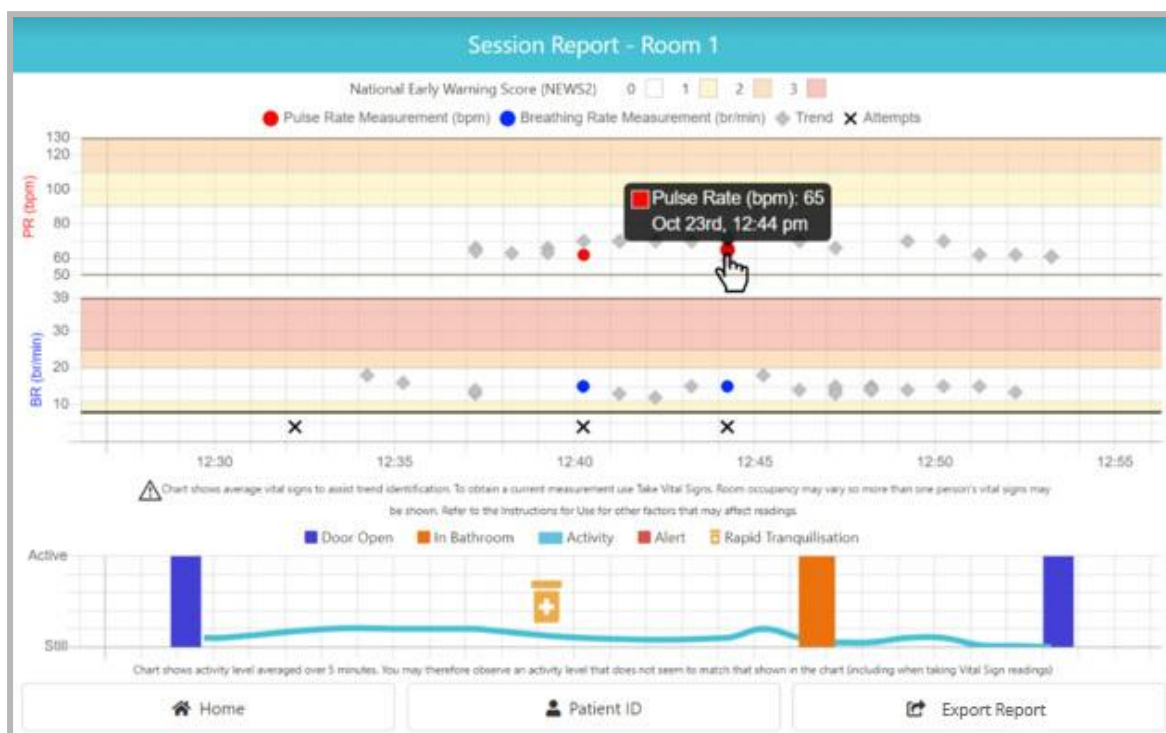 Session Report - Room 1
National Early Warning Score (NEWS2) 0 1 2 3
Pulse Rate Measurement (bpm) Breathing Rate Measurement (br/min) Trend Attempts
130
120
100
80
60
50
PR (bpm)
Pulse Rate (bpm): 65
Oct 23rd, 12:44 pm
39
30
20
10
BR (br/min)
12:30 12:35 12:40 12:45 12:50 12:55
Chart shows average vital signs to assist trend identification. To obtain a current measurement use Take Vital Signs. Room occupancy may vary so more than one person's vital signs may
be shown. Refer to the Instructions for Use for other factors that may affect readings.
Door Open In Bathroom Activity Alert Rapid Tranquilisation
Active
Still
Chart shows activity level averaged over 5 minutes. You may therefore observe an activity level that does not seem to match that shown in the chart (including when taking Vital Sign readings)
Home Patient ID Export Report